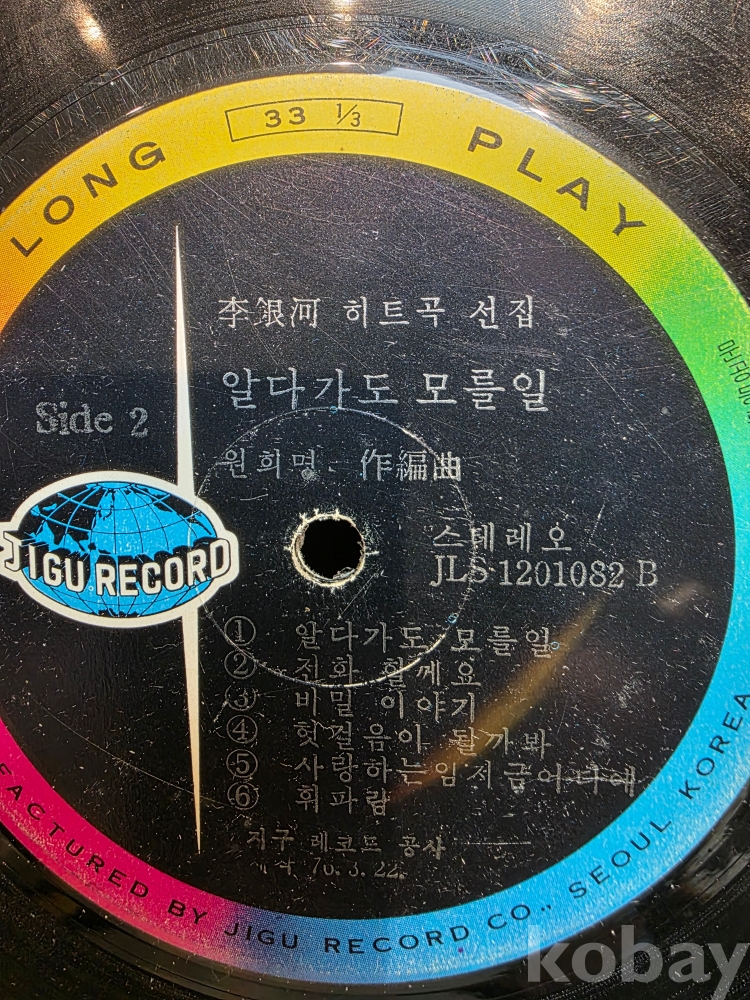 LONG 33 1/3 PLAY
李銀河 히트곡 선집
알다가도 모를일
Side 2
원희명 作編曲
스테레오
JLS-1201082 B
JIGU RECORD
① 알다가도 모를일
② 전화 할께요
③ 비밀 이야기
④ 헛걸음이 될까봐
⑤ 사랑하는임지금어디에
⑥ 휘파람
지구 레코드 공사
76. 3. 22.
FACTURED BY JIGU RECORD CO., SEOUL KOREA
kobay